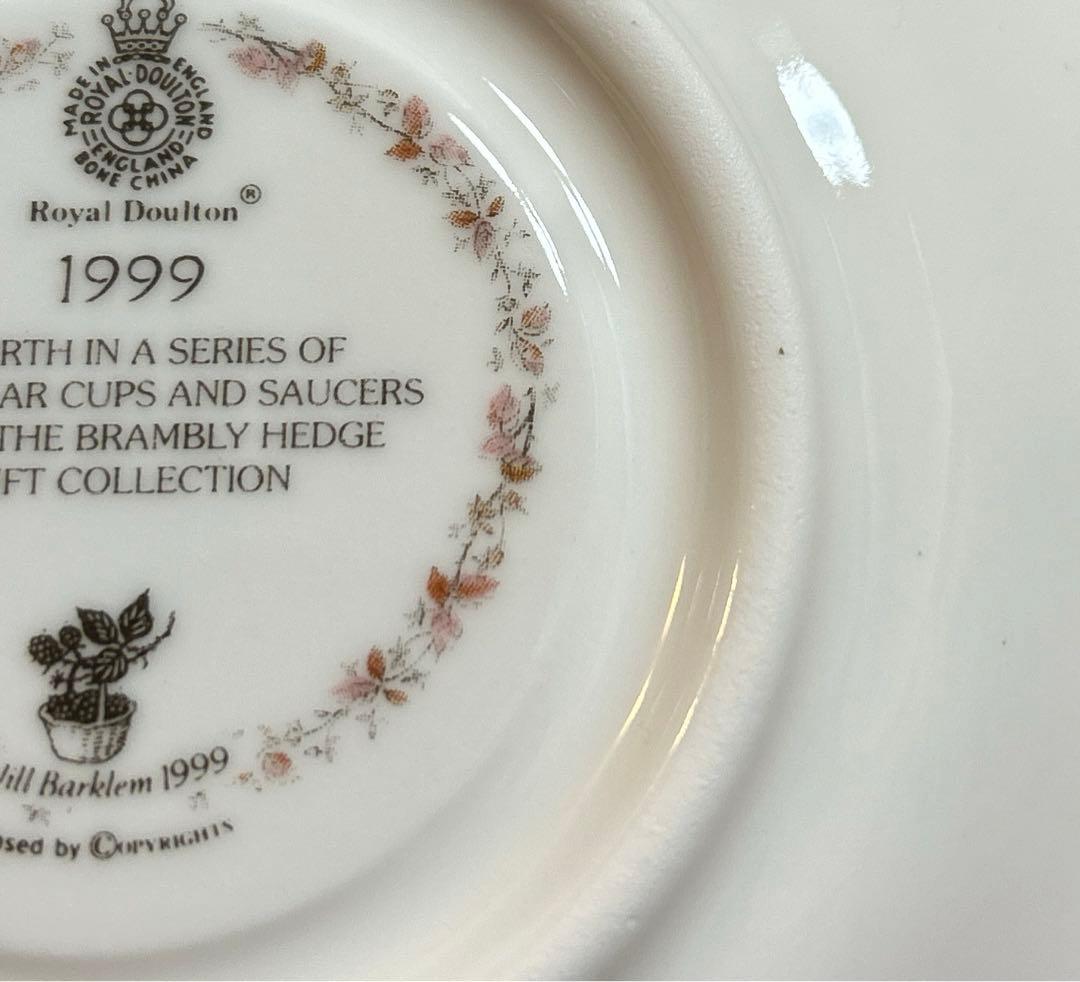 MADE IN ENGLAND
ROYAL·DOULTON
ENGLAND
BONE CHINA
Royal Doulton®
1999
RTH IN A SERIES OF
AR CUPS AND SAUCERS
THE BRAMBLY HEDGE
FT COLLECTION
Jill Barklem 1999
sed by ©OPYRIGHTS